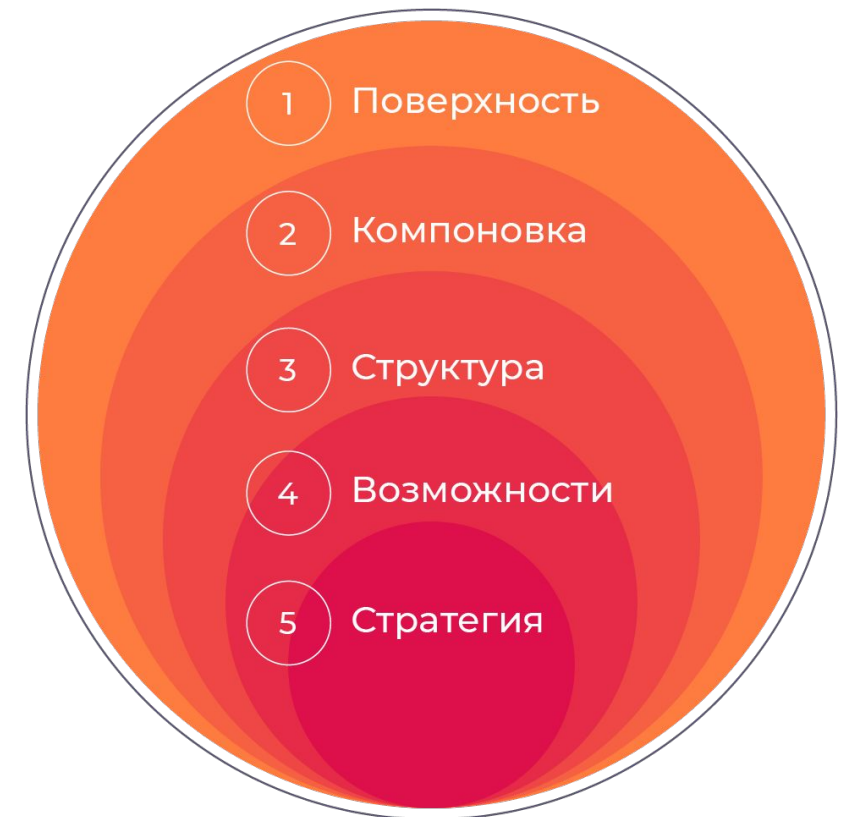 1 Поверхность
2 Компоновка
3 Структура
4 Возможности
5 Стратегия